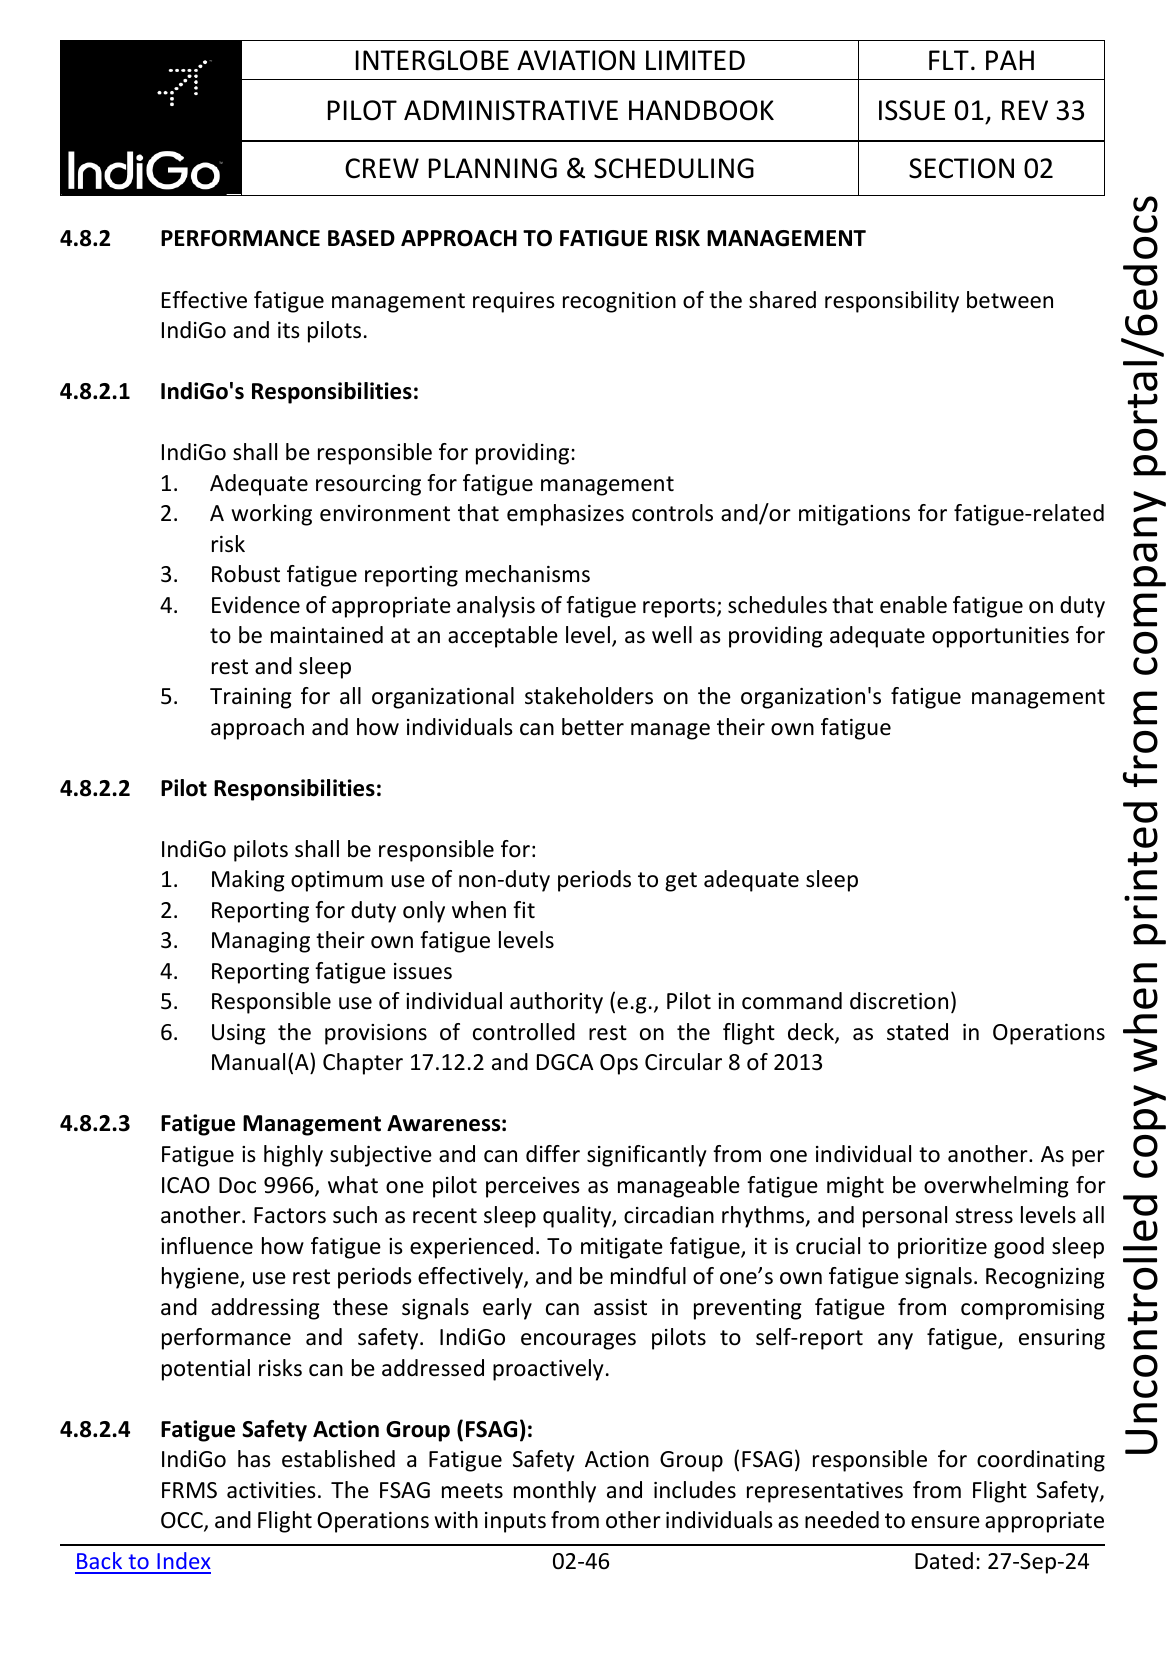 IndiGo
INTERGLOBE AVIATION LIMITED
FLT. PAH
PILOT ADMINISTRATIVE HANDBOOK
ISSUE 01, REV 33
CREW PLANNING & SCHEDULING
SECTION 02
4.8.2 PERFORMANCE BASED APPROACH TO FATIGUE RISK MANAGEMENT
Effective fatigue management requires recognition of the shared responsibility between
IndiGo and its pilots.
4.8.2.1 IndiGo's Responsibilities:
IndiGo shall be responsible for providing:
1. Adequate resourcing for fatigue management
2. A working environment that emphasizes controls and/or mitigations for fatigue-related
risk
3. Robust fatigue reporting mechanisms
4. Evidence of appropriate analysis of fatigue reports; schedules that enable fatigue on duty
to be maintained at an acceptable level, as well as providing adequate opportunities for
rest and sleep
5. Training for all organizational stakeholders on the organization's fatigue management
approach and how individuals can better manage their own fatigue
4.8.2.2 Pilot Responsibilities:
IndiGo pilots shall be responsible for:
1. Making optimum use of non-duty periods to get adequate sleep
2. Reporting for duty only when fit
3. Managing their own fatigue levels
4. Reporting fatigue issues
5. Responsible use of individual authority (e.g., Pilot in command discretion)
6. Using the provisions of controlled rest on the flight deck, as stated in Operations
Manual(A) Chapter 17.12.2 and DGCA Ops Circular 8 of 2013
4.8.2.3 Fatigue Management Awareness:
Fatigue is highly subjective and can differ significantly from one individual to another. As per
ICAO Doc 9966, what one pilot perceives as manageable fatigue might be overwhelming for
another. Factors such as recent sleep quality, circadian rhythms, and personal stress levels all
influence how fatigue is experienced. To mitigate fatigue, it is crucial to prioritize good sleep
hygiene, use rest periods effectively, and be mindful of one’s own fatigue signals. Recognizing
and addressing these signals early can assist in preventing fatigue from compromising
performance and safety. IndiGo encourages pilots to self-report any fatigue, ensuring
potential risks can be addressed proactively.
4.8.2.4 Fatigue Safety Action Group (FSAG):
IndiGo has established a Fatigue Safety Action Group (FSAG) responsible for coordinating
FRMS activities. The FSAG meets monthly and includes representatives from Flight Safety,
OCC, and Flight Operations with inputs from other individuals as needed to ensure appropriate
Back to Index 02-46 Dated: 27-Sep-24
Uncontrolled copy when printed from company portal/6edocs